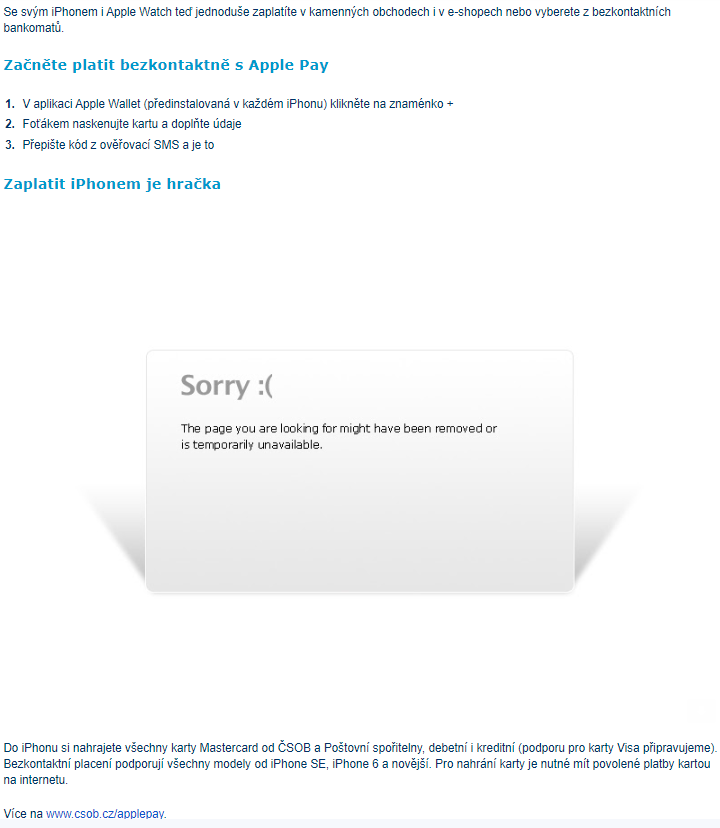 Se svým iPhonem i Apple Watch teď jednoduše zaplatíte v kamenných obchodech i v e-shopech nebo vyberete z bezkontaktních
bankomatů.
Začněte platit bezkontaktně s Apple Pay
1. V aplikaci Apple Wallet (předinstalovaná v každém iPhonu) klikněte na znaménko +
2. Foťákem naskenujte kartu a doplňte údaje
3. Přepište kód z ověřovací SMS a je to
Zaplatit iPhonem je hračka
Sorry :(
The page you are looking for might have been removed or
is temporarily unavailable.
Do iPhonu si nahrajete všechny karty Mastercard od ČSOB a Poštovní spořitelny, debetní i kreditní (podporu pro karty Visa připravujeme).
Bezkontaktní placení podporují všechny modely od iPhone SE, iPhone 6 a novější. Pro nahrání karty je nutné mít povolené platby kartou
na internetu.
Více na www.csob.cz/applepay.